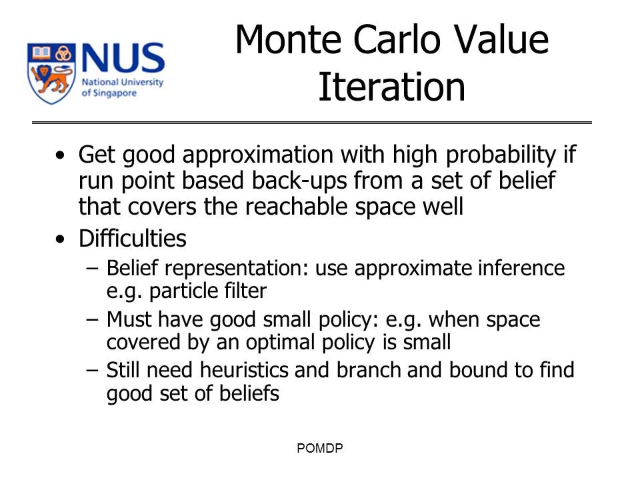 NUS
National University
of Singapore
Monte Carlo Value
Iteration
• Get good approximation with high probability if
run point based back-ups from a set of belief
that covers the reachable space well
• Difficulties
– Belief representation: use approximate inference
e.g. particle filter
– Must have good small policy: e.g. when space
covered by an optimal policy is small
– Still need heuristics and branch and bound to find
good set of beliefs
POMDP